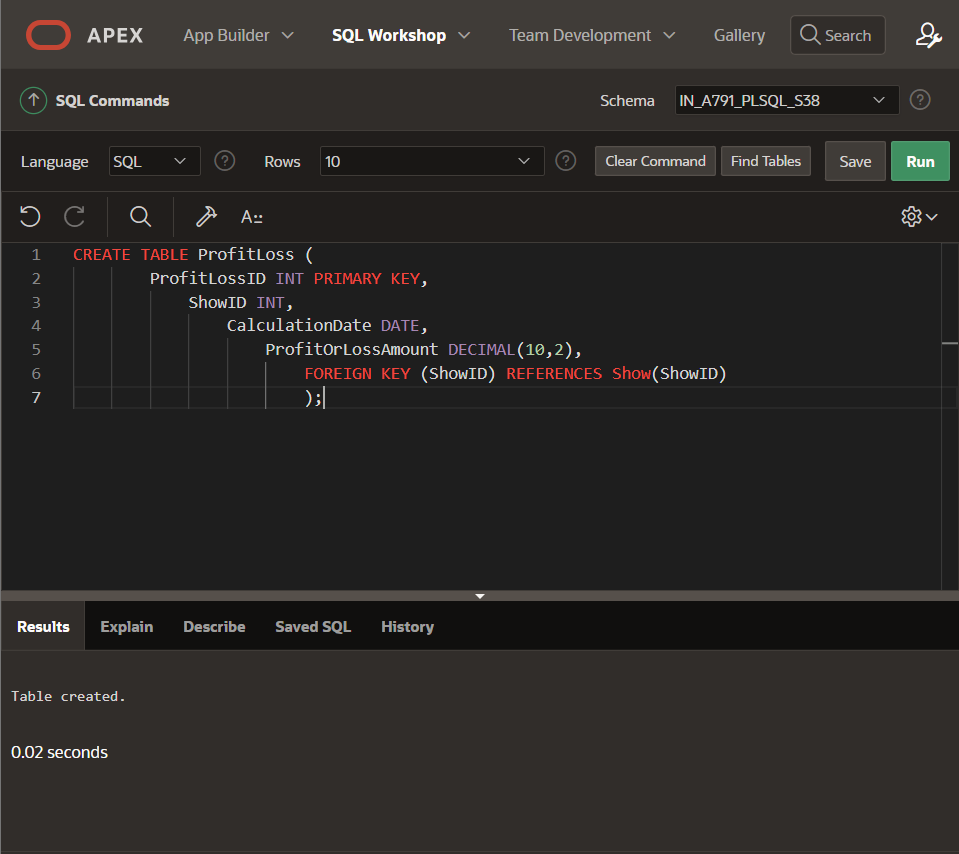 APEX App Builder SQL Workshop Team Development Gallery Search
SQL Commands Schema IN_A791_PLSQL_S38 ?
Language SQL ? Rows 10 ? Clear Command Find Tables Save Run
A::
1 CREATE TABLE ProfitLoss (
2 ProfitLossID INT PRIMARY KEY,
3 ShowID INT,
4 CalculationDate DATE,
5 ProfitOrLossAmount DECIMAL(10,2),
6 FOREIGN KEY (ShowID) REFERENCES Show(ShowID)
7 );
Results Explain Describe Saved SQL History
Table created.
0.02 seconds